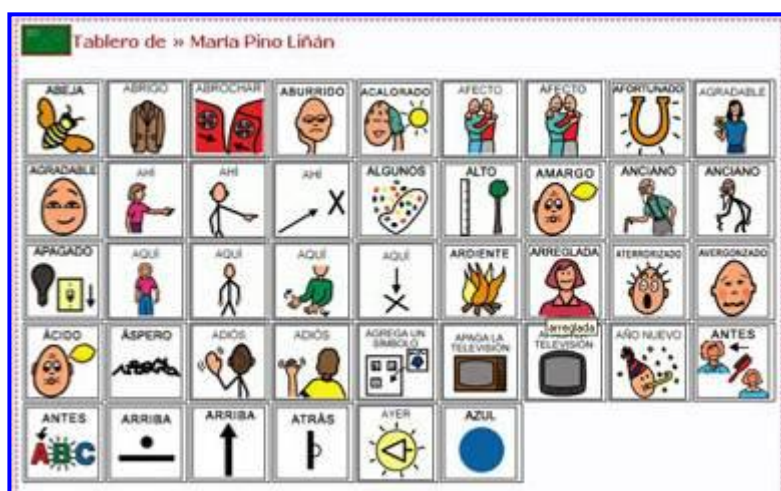 Tablero de » María Pino Liñán
ABEJA
ABRIGO
ABROCHAR
ABURRIDO
ACALORADO
AFECTO
AFECTO
AFORTUNADO
AGRADABLE
AGRADABLE
AHÍ
AHÍ
AHÍ
X
ALGUNOS
ALTO
AMARGO
ANCIANO
ANCIANO
APAGADO
AQUÍ
AQUÍ
AQUÍ
AQUÍ
ARDIENTE
ARREGLADA
ATERRORIZADO
AVERGONZADO
arreglada
ÁCIDO
ÁSPERO
ADIÓS
ADIÓS
AGREGA UN
SÍMBOLO
APAGA LA
TELEVISIÓN
TELEVISIÓN
AÑO NUEVO
ANTES
ANTES
ABC
ARRIBA
ARRIBA
ATRÁS
AYER
AZUL